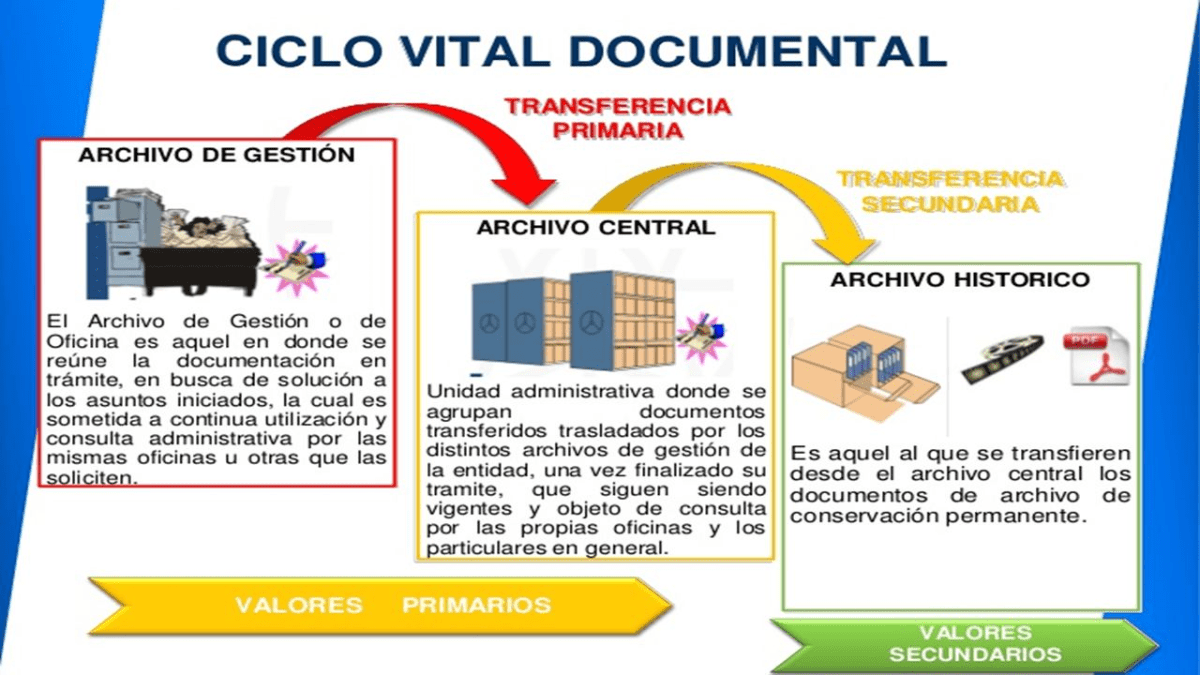 CICLO VITAL DOCUMENTAL
TRANSFERENCIA
PRIMARIA
TRANSFERENCIA
SECUNDARIA
ARCHIVO DE GESTIÓN
El Archivo de Gestión o de
Oficina es aquel en donde se
reúne la documentación en
trámite, en busca de solución a
los asuntos iniciados, la cual es
sometida a continua utilización y
consulta administrativa por las
mismas oficinas u otras que las
soliciten.
ARCHIVO CENTRAL
Unidad administrativa donde se
agrupan documentos
transferidos trasladados por los
distintos archivos de gestión de
la entidad, una vez finalizado su
tramite, que siguen siendo
vigentes y objeto de consulta
por las propias oficinas y los
particulares en general.
ARCHIVO HISTORICO
PDF
Es aquel al que se transfieren
desde el archivo central los
documentos de archivo de
conservación permanente.
VALORES PRIMARIOS
VALORES
SECUNDARIOS